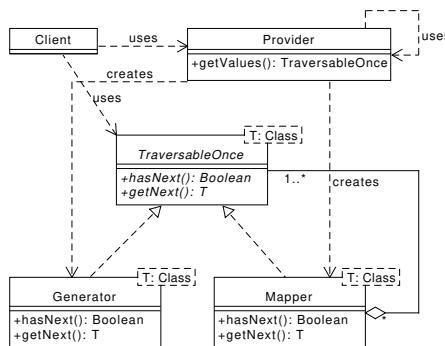 Client
uses
Provider
+getValues(): TraversableOnce
uses
creates
uses
T: Class
TraversableOnce
+hasNext(): Boolean
+getNext(): T
1..*
creates
T: Class
Generator
+hasNext(): Boolean
+getNext(): T
T: Class
Mapper
+hasNext(): Boolean
+getNext(): T
*